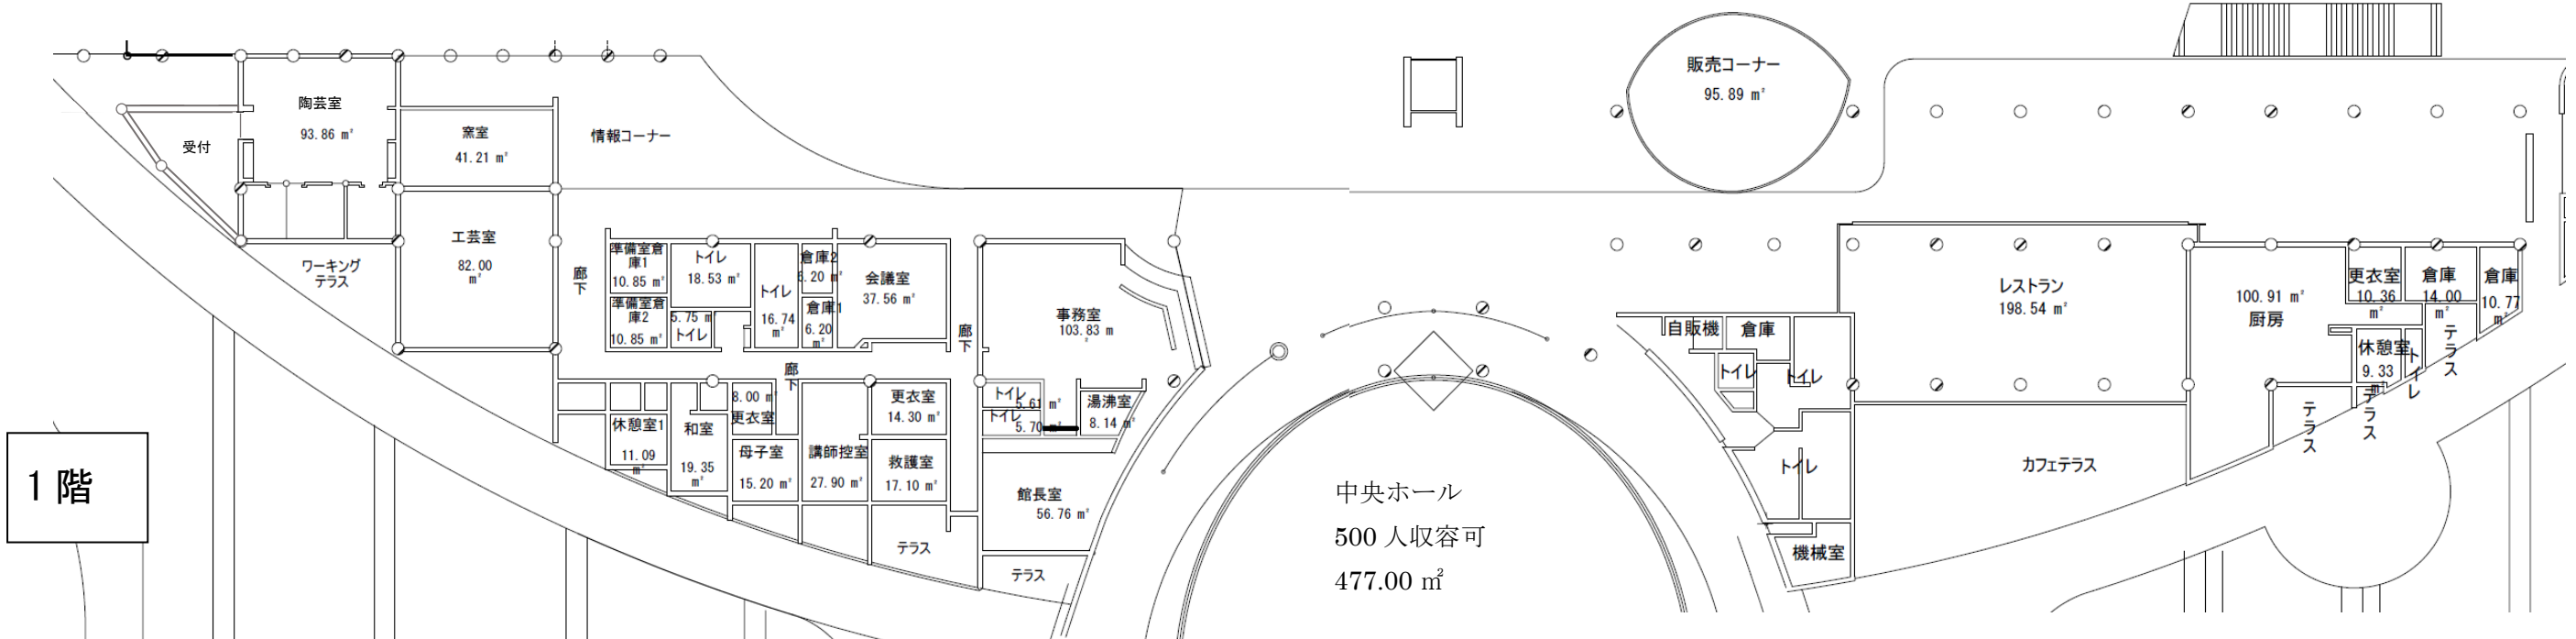 陶芸室
93.86 ㎡
受付
窯室
41.21 ㎡
情報コーナー
工芸室
82.00
㎡
ワーキング
テラス
廊下
準備室倉
庫1
10.85 ㎡
準備室倉
庫2
10.85 ㎡
トイレ
18.53 ㎡
5.75 ㎡
トイレ
トイレ
16.74
㎡
倉庫2
6.20 ㎡
倉庫1
6.20
㎡
会議室
37.56 ㎡
廊下
事務室
103.83 ㎡
廊下
休憩室1
11.09
㎡
和室
19.35
㎡
8.00 ㎡
更衣室
母子室
15.20 ㎡
講師控室
27.90 ㎡
更衣室
14.30 ㎡
救護室
17.10 ㎡
テラス
トイレ
5.61 ㎡
トイレ
5.70 ㎡
湯沸室
8.14 ㎡
館長室
56.76 ㎡
テラス
1階
中央ホール
500 人収容可
477.00 ㎡
販売コーナー
95.89 ㎡
自販機
倉庫
トイレ
トイレ
トイレ
機械室
レストラン
198.54 ㎡
カフェテラス
100.91 ㎡
厨房
更衣室
10.36
㎡
倉庫
14.00
㎡
倉庫
10.77
㎡
休憩室
9.33
㎡
トイレ
テラス
テラス
テラス